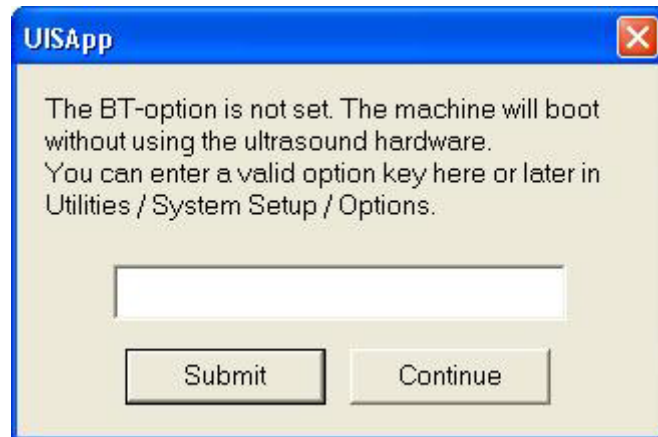 UISApp
The BT-option is not set. The machine will boot
without using the ultrasound hardware.
You can enter a valid option key here or later in
Utilities / System Setup / Options.
Submit
Continue